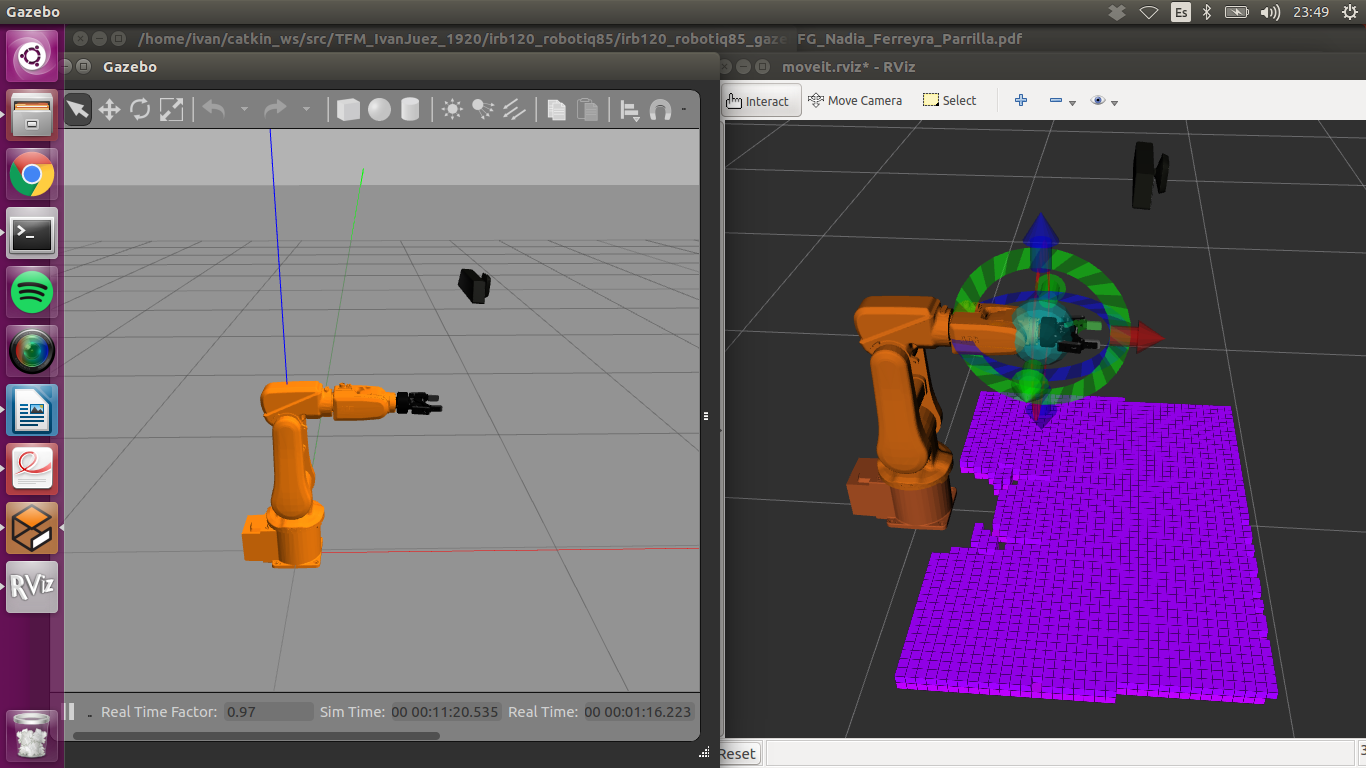 Gazebo
Es
23:49
/home/ivan/catkin_ws/src/TFM_IvanJuez_1920/irb120_robotiq85/irb120_robotiq85_gaze
FG_Nadia_Ferreyra_Parrilla.pdf
Gazebo
moveit.rviz* - RViz
Interact
Move Camera
Select
RViz
Real Time Factor: 0.97 Sim Time: 00 00:11:20.535 Real Time: 00 00:01:16.223
Reset
3